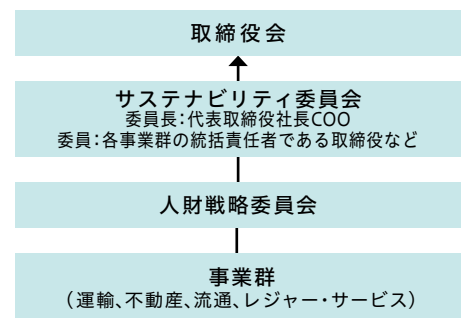 取締役会
サステナビリティ委員会
委員長：代表取締役社長COO
委員：各事業群の統括責任者である取締役など
人財戦略委員会
事業群
（運輸、不動産、流通、レジャー・サービス）